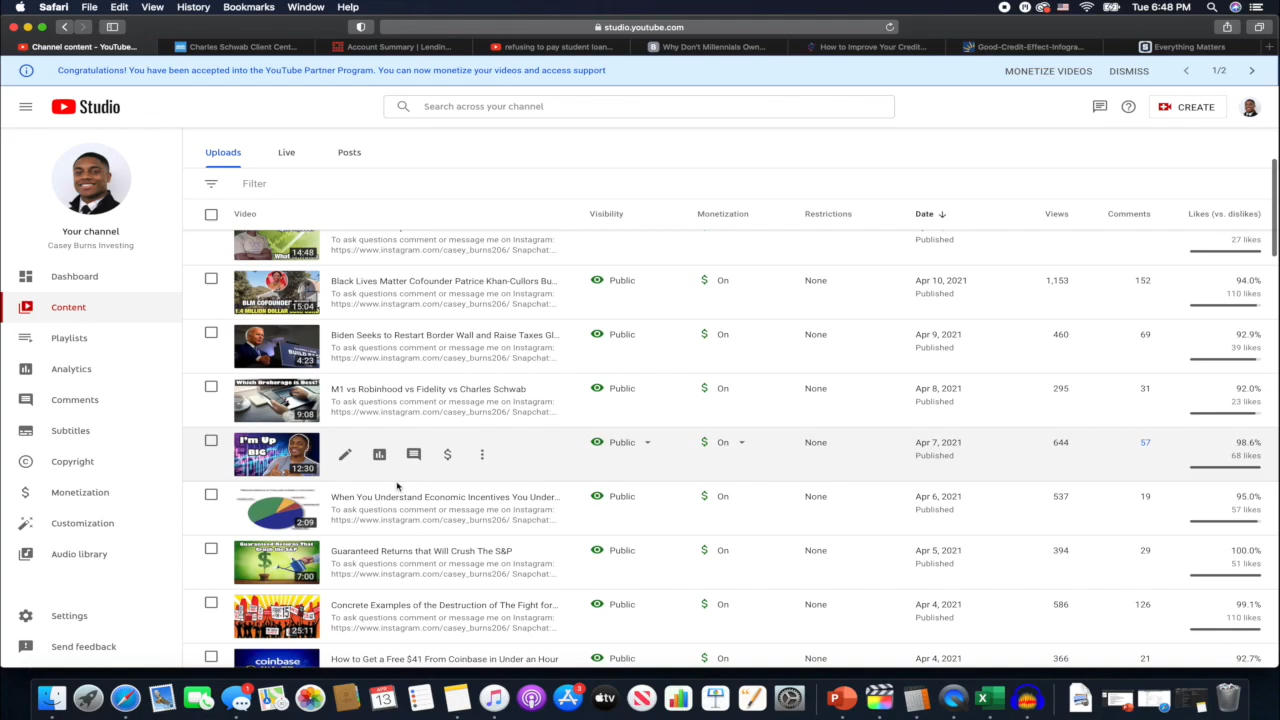 Safari File Edit View History Bookmarks Window Help Tue 6:48 PM
studio.youtube.com
Channel content - YouTube... Charles Schwab Client Cent... Account Summary | Lendin... refusing to pay student loan... Why Don't Millennials Own... How to Improve Your Credit... Good-Credit-Effect-Infogra... Everything Matters
Congratulations! You have been accepted into the YouTube Partner Program. You can now monetize your videos and access support MONETIZE VIDEOS DISMISS 1/2
Studio Search across your channel CREATE
Uploads Live Posts
Filter
Video Visibility Monetization Restrictions Date Views Comments Likes (vs. dislikes)
To ask questions comment or message me on Instagram: Published 27 likes
14:48 https://www.instagram.com/casey_burns206/ Snapchat:...
Black Lives Matter Cofounder Patrice Khan-Cullors Bu... Public On None Apr 10, 2021 1,153 152 94.0%
To ask questions comment or message me on Instagram: Published 110 likes
BLM COFOUNDER
1.4 MILLION DOLLAR
15:04 https://www.instagram.com/casey_burns206/ Snapchat:...
Biden Seeks to Restart Border Wall and Raise Taxes Gl... Public On None Apr 9, 2021 460 69 92.9%
To ask questions comment or message me on Instagram: Published 39 likes
4:23 https://www.instagram.com/casey_burns206/ Snapchat:...
Which Brokerage is Best?
M1 vs Robinhood vs Fidelity vs Charles Schwab Public On None Apr 8, 2021 295 31 92.0%
To ask questions comment or message me on Instagram: Published 23 likes
9:08 https://www.instagram.com/casey_burns206/ Snapchat:...
I'm Up
BIG
12:30 Public On None Apr 7, 2021 644 57 98.6%
Published 68 likes
When You Understand Economic Incentives You Under... Public On None Apr 6, 2021 537 19 95.0%
To ask questions comment or message me on Instagram: Published 57 likes
2:09 https://www.instagram.com/casey_burns206/ Snapchat:...
Guaranteed Returns That
Will Crush The S&P
Guaranteed Returns that Will Crush The S&P Public On None Apr 5, 2021 394 29 100.0%
To ask questions comment or message me on Instagram: Published 51 likes
7:00 https://www.instagram.com/casey_burns206/ Snapchat:...
Concrete Examples of the Destruction of The Fight for... Public On None Apr 4, 2021 586 126 99.1%
To ask questions comment or message me on Instagram: Published 110 likes
$15
25:11 https://www.instagram.com/casey_burns206/ Snapchat:...
coinbase
How to Get a Free $41 From Coinbase in Under an Hour Public On None Apr 4, 2021 366 21 92.7%
Your channel
Casey Burns Investing
Dashboard
Content
Playlists
Analytics
Comments
Subtitles
Copyright
Monetization
Customization
Audio library
Settings
Send feedback
1
APR
13
3
tv